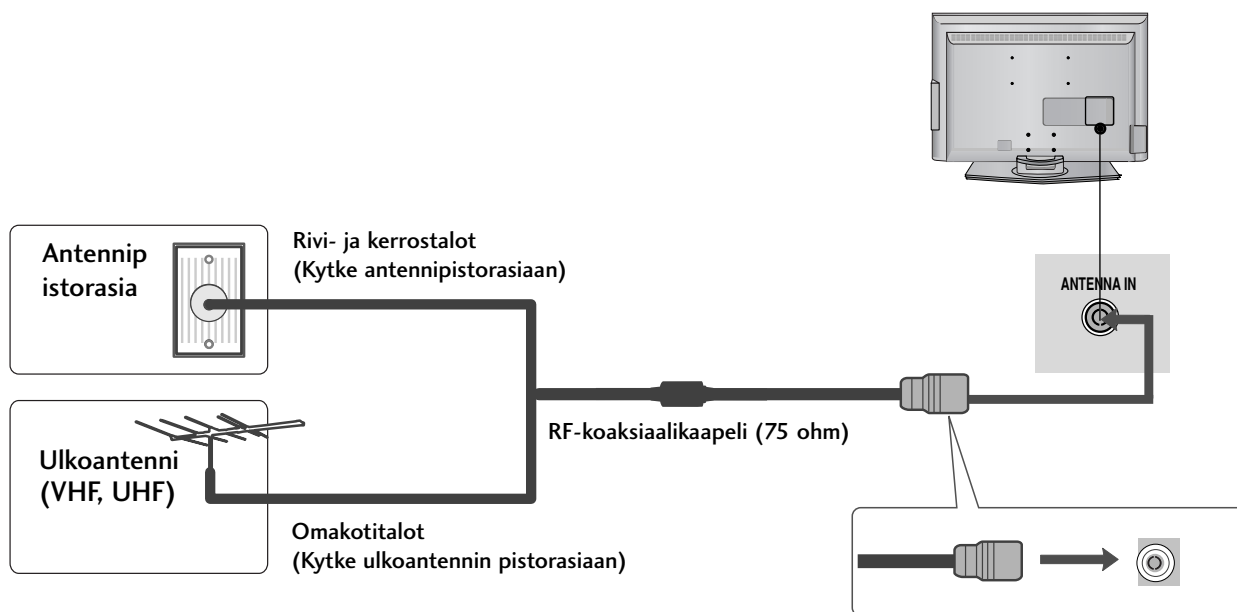 Antennip
istorasia
Rivi- ja kerrostalot
(Kytke antennipistorasiaan)
ANTENNA IN
RF-koaksiaalikaapeli (75 ohm)
Ulkoantenni
(VHF, UHF)
Omakotitalot
(Kytke ulkoantennin pistorasiaan)